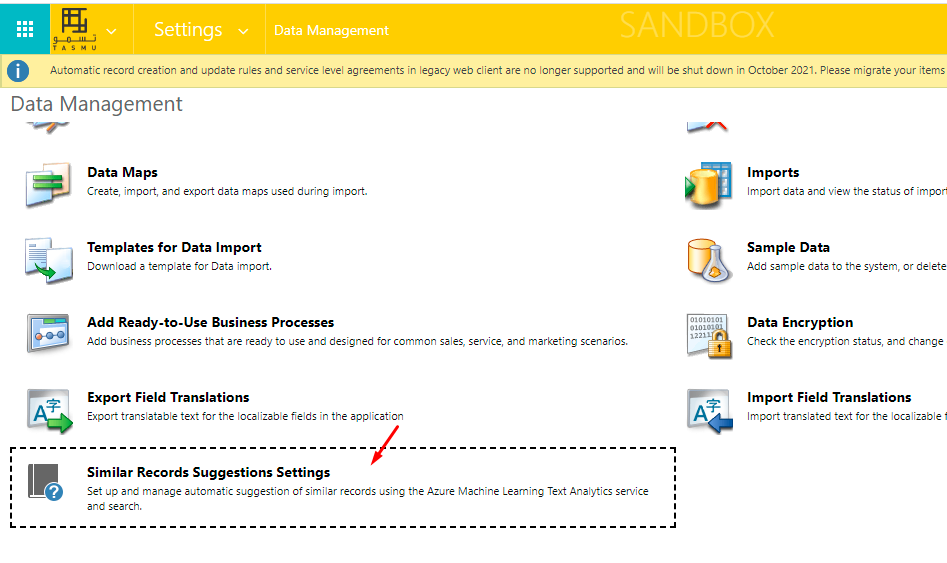 تسمو
TASMU
Settings
Data Management
SANDBOX
Automatic record creation and update rules and service level agreements in legacy web client are no longer supported and will be shut down in October 2021. Please migrate your items
Data Management
Data Maps
Create, import, and export data maps used during import.
Imports
Import data and view the status of import
Templates for Data Import
Download a template for Data import.
Sample Data
Add sample data to the system, or delete
Add Ready-to-Use Business Processes
Add business processes that are ready to use and designed for common sales, service, and marketing scenarios.
Data Encryption
Check the encryption status, and change
Export Field Translations
Export translatable text for the localizable fields in the application
Import Field Translations
Import translated text for the localizable f
Similar Records Suggestions Settings
Set up and manage automatic suggestion of similar records using the Azure Machine Learning Text Analytics service
and search.